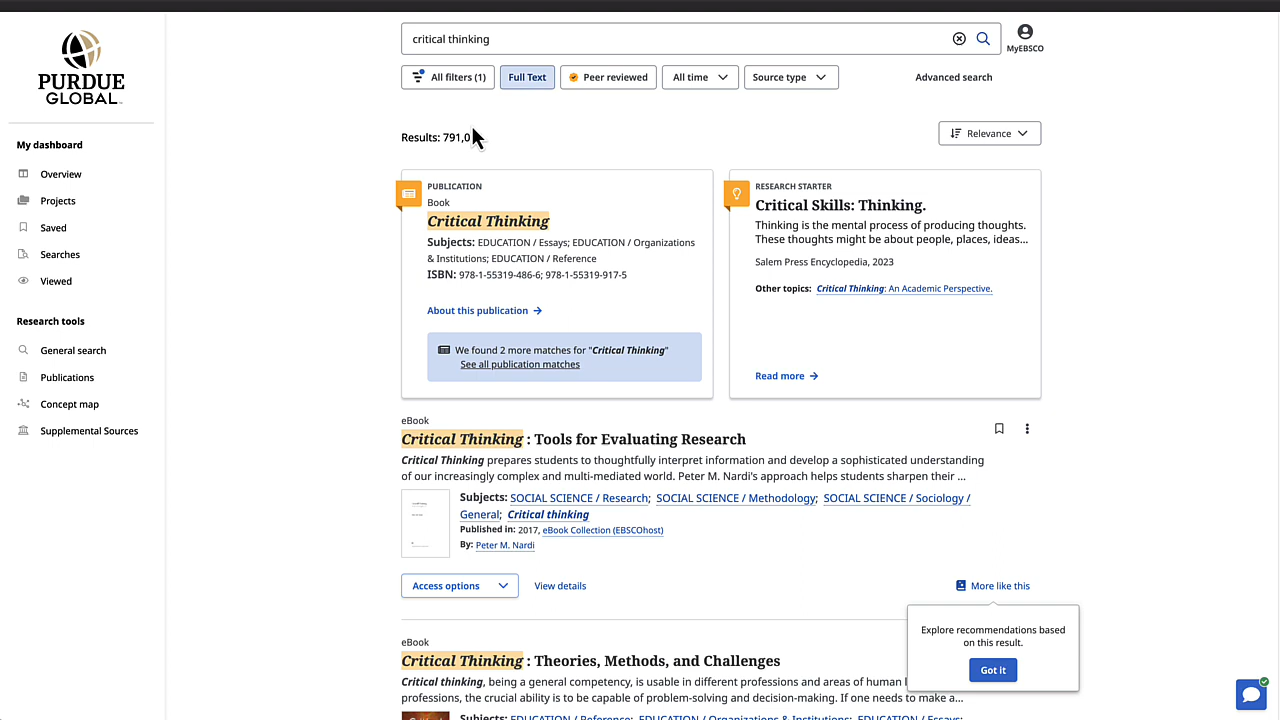 critical thinking
MyEBSCO
All filters (1)
Full Text
Peer reviewed
All time
Source type
Advanced search
PURDUE
GLOBAL
My dashboard
Overview
Projects
Saved
Searches
Viewed
Research tools
General search
Publications
Concept map
Supplemental Sources
Results: 791,0
Relevance
PUBLICATION
Book
Critical Thinking
Subjects: EDUCATION / Essays; EDUCATION / Organizations
& Institutions; EDUCATION / Reference
ISBN: 978-1-55319-486-6; 978-1-55319-917-5
About this publication
We found 2 more matches for "Critical Thinking"
See all publication matches
RESEARCH STARTER
Critical Skills: Thinking.
Thinking is the mental process of producing thoughts.
These thoughts might be about people, places, ideas...
Salem Press Encyclopedia, 2023
Other topics: Critical Thinking: An Academic Perspective.
Read more
eBook
Critical Thinking : Tools for Evaluating Research
Critical Thinking prepares students to thoughtfully interpret information and develop a sophisticated understanding
of our increasingly complex and multi-mediated world. Peter M. Nardi's approach helps students sharpen their ...
Subjects: SOCIAL SCIENCE / Research; SOCIAL SCIENCE / Methodology; SOCIAL SCIENCE / Sociology /
General; Critical thinking
Published in: 2017, eBook Collection (EBSCOhost)
By: Peter M. Nardi
Access options
View details
More like this
Explore recommendations based
on this result.
Got it
eBook
Critical Thinking : Theories, Methods, and Challenges
Critical thinking, being a general competency, is usable in different professions and areas of human
professions, the crucial ability is to be capable of problem-solving and decision-making. If one needs to make a...
Subjects: EDUCATION / Reference; EDUCATION / Organizations & Institutions; EDUCATION / Essays;